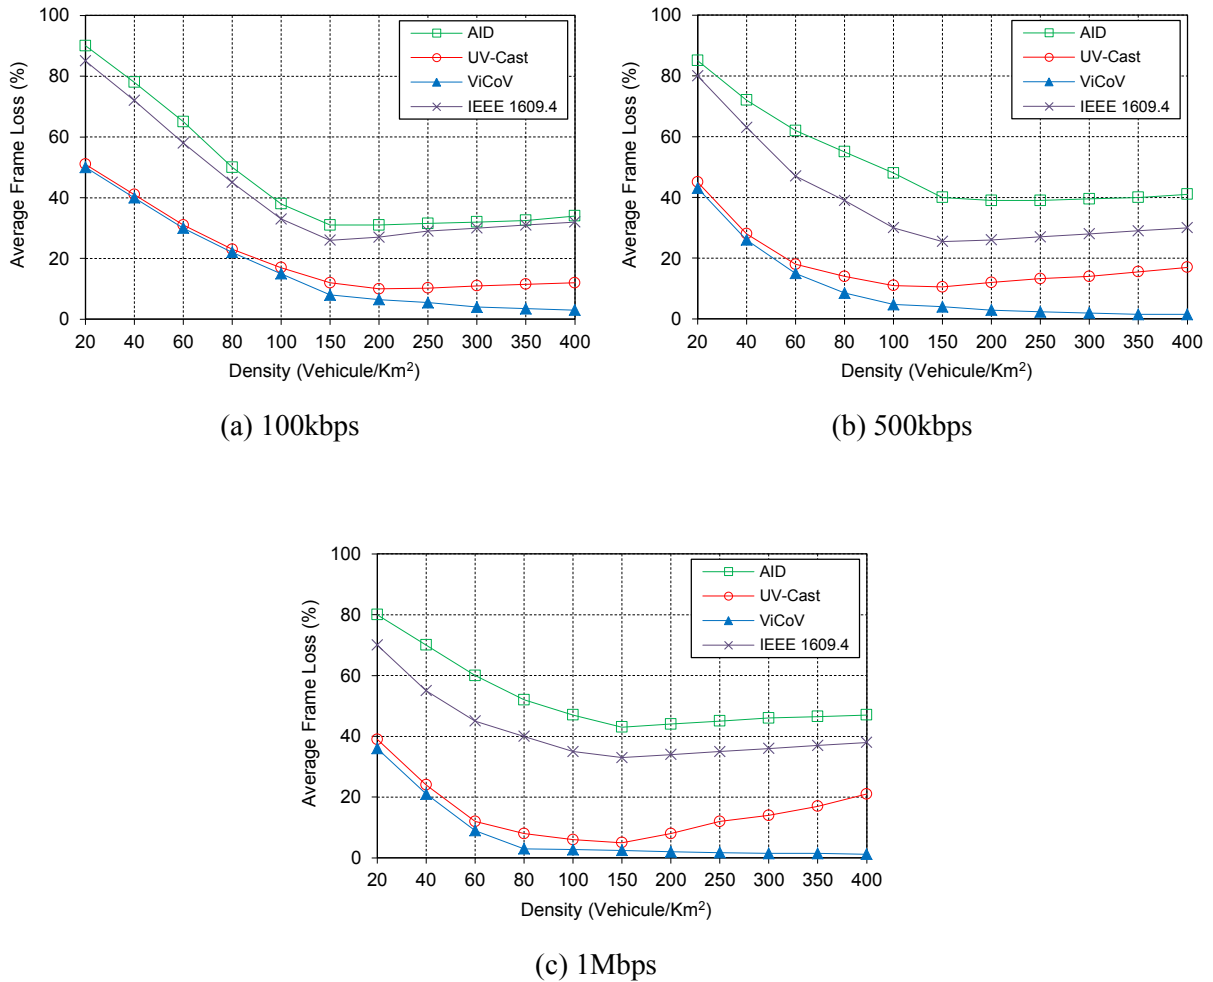 100
80
60
40
20
0
Average Frame Loss (%)
AID
UV-Cast
ViCoV
IEEE 1609.4
20 40 60 80 100 150 200 250 300 350 400
Density (Vehicule/Km²)
(a) 100kbps
100
80
60
40
20
0
Average Frame Loss (%)
AID
UV-Cast
ViCoV
IEEE 1609.4
20 40 60 80 100 150 200 250 300 350 400
Density (Vehicule/Km²)
(b) 500kbps
100
80
60
40
20
0
Average Frame Loss (%)
AID
UV-Cast
ViCoV
IEEE 1609.4
20 40 60 80 100 150 200 250 300 350 400
Density (Vehicule/Km²)
(c) 1Mbps